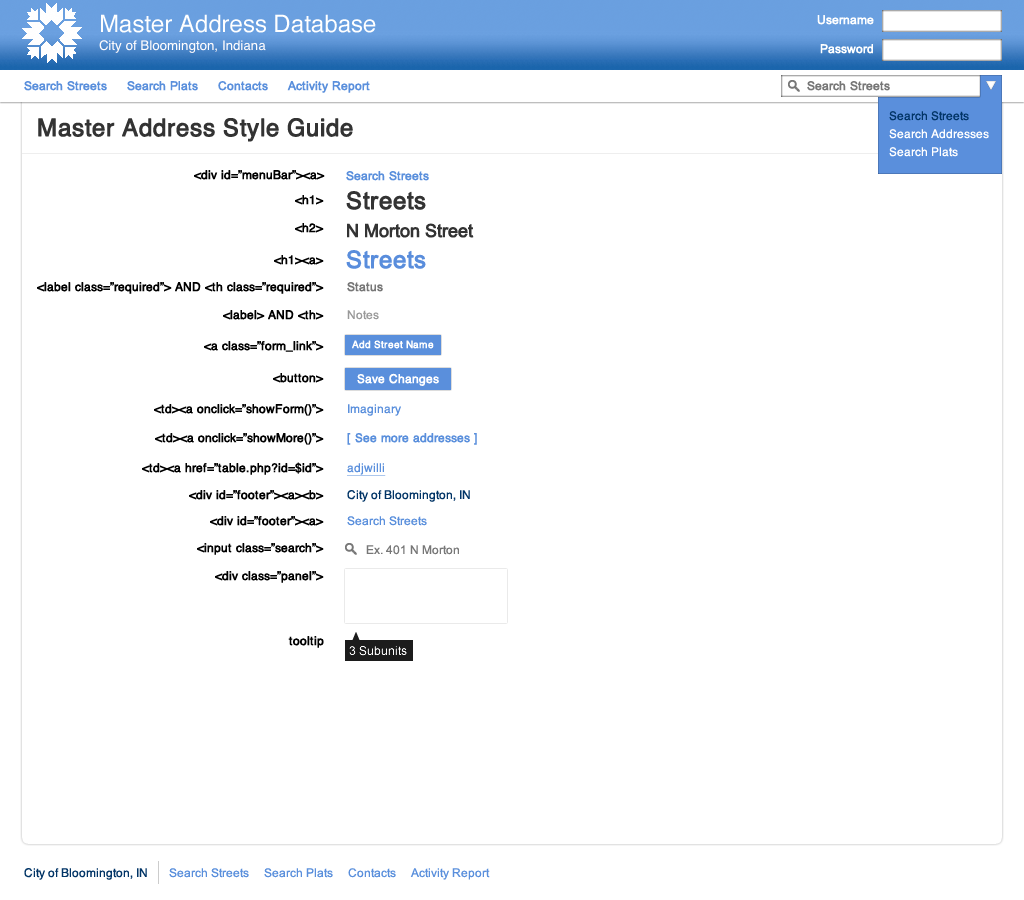 Master Address Database
City of Bloomington, Indiana
Username
Password
Search Streets Search Plats Contacts Activity Report
Search Streets
Search Streets
Search Addresses
Search Plats
Master Address Style Guide
<div id="menuBar"><a> Search Streets
<h1> Streets
<h2> N Morton Street
<h1><a> Streets
<label class="required"> AND <th class="required"> Status
<label> AND <th> Notes
<a class="form_link"> Add Street Name
<button> Save Changes
<td><a onclick="showForm()"> Imaginary
<td><a onclick="showMore()"> [ See more addresses ]
<td><a href="table.php?id=$id"> adjwilli
<div id="footer"><a><b> City of Bloomington, IN
<div id="footer"><a> Search Streets
<input class="search"> Ex. 401 N Morton
<div class="panel">
tooltip 3 Subunits
City of Bloomington, IN Search Streets Search Plats Contacts Activity Report